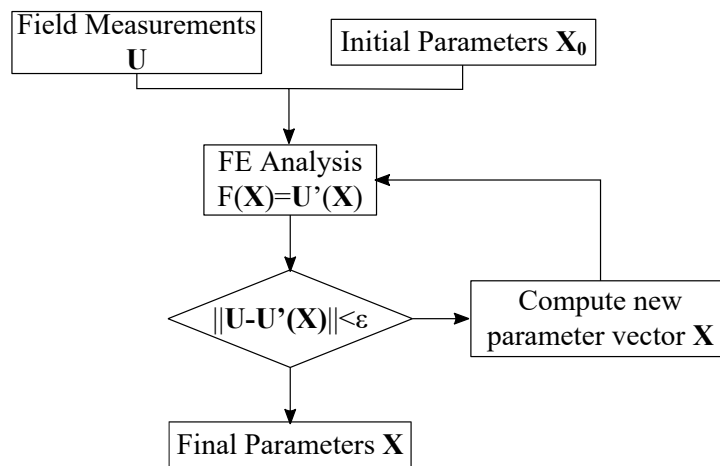 Field Measurements
U
Initial Parameters X₀
FE Analysis
F(X)=U’(X)
||U-U’(X)||<ε
Compute new
parameter vector X
Final Parameters X